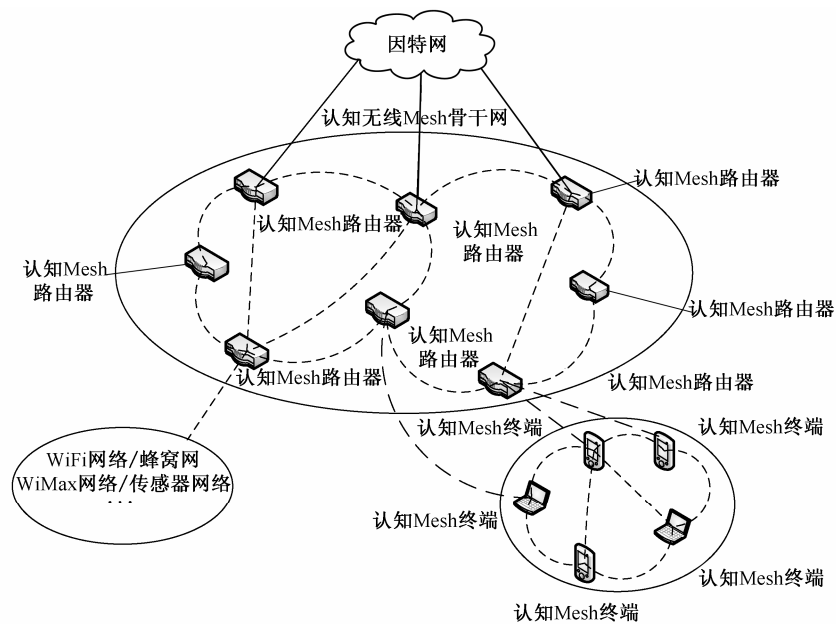 因特网
认知无线Mesh骨干网
认知Mesh路由器
认知Mesh路由器
认知Mesh
路由器
认知Mesh
路由器
认知Mesh路由器
认知Mesh
路由器
认知Mesh路由器
认知Mesh路由器
认知Mesh终端
认知Mesh终端
WiFi网络/蜂窝网
WiMax网络/传感器网络
...
认知Mesh终端
认知Mesh终端
认知Mesh终端